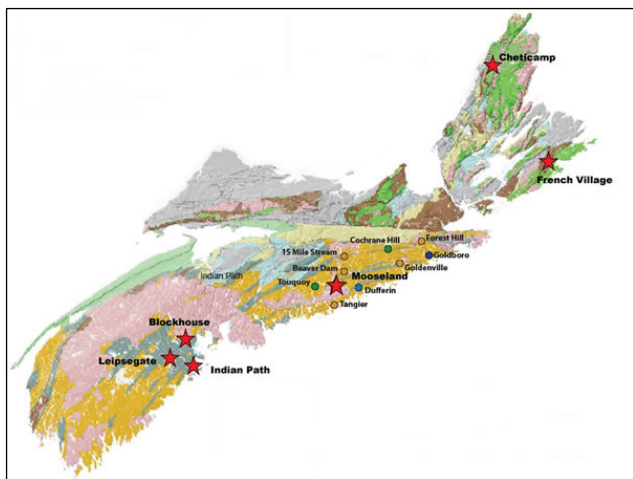 Cheticamp
French Village
Cochrane Hill
Forest Hill
15 Mile Stream
Goldboro
Indian Path
Beaver Dam
Goldenville
Mooseland
Touquoy
Dufferin
Tangier
Blockhouse
Leipsegate
Indian Path